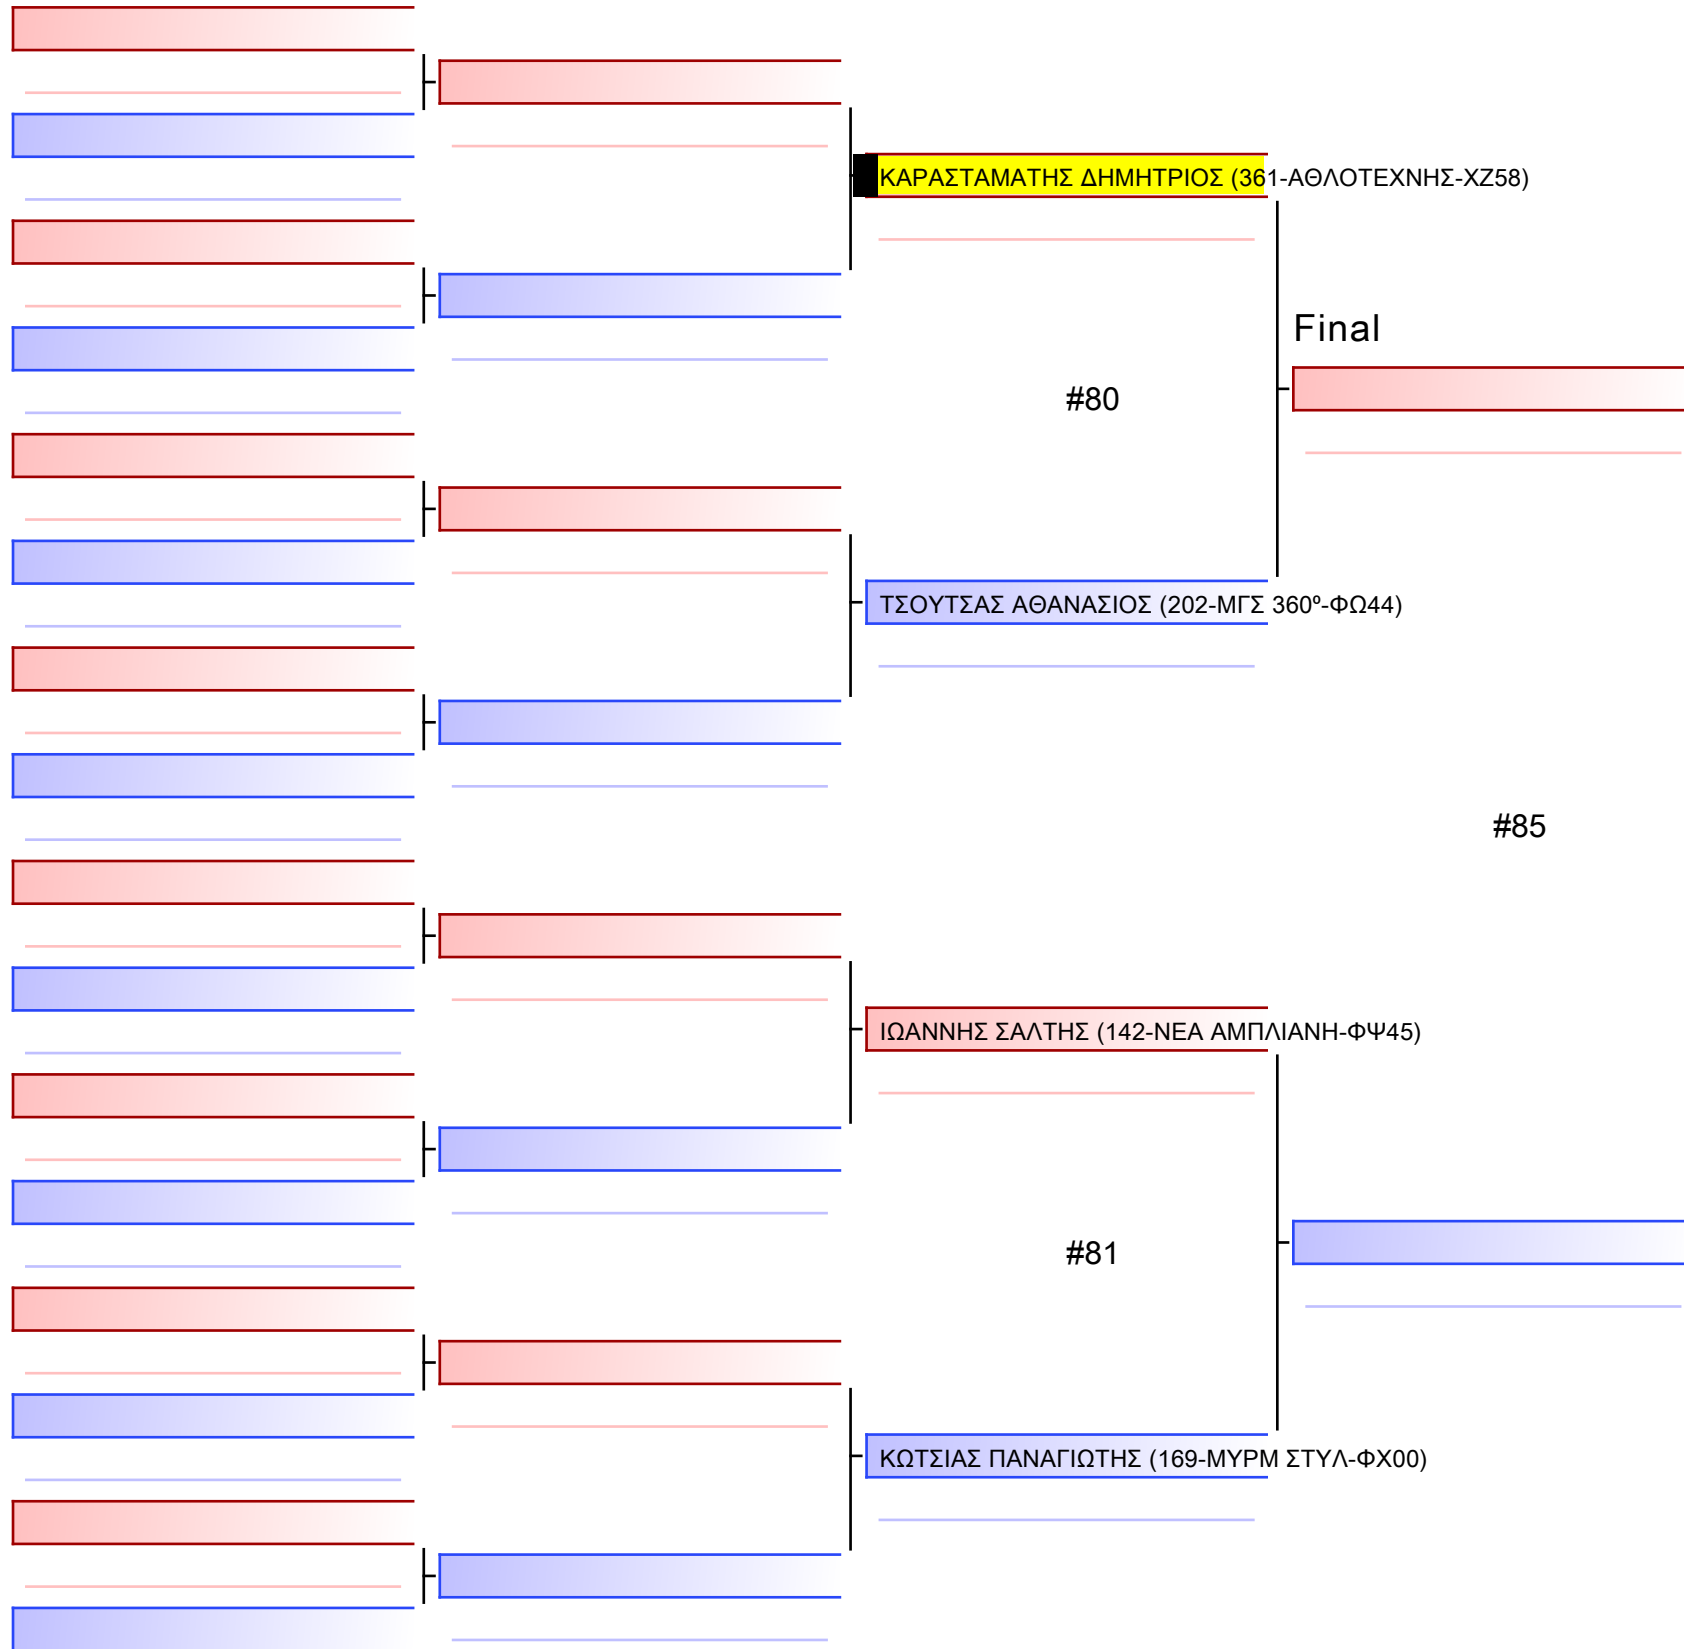 ΚΑΡΑΣΤΑΜΑΤΗΣ ΔΗΜΗΤΡΙΟΣ (361-ΑΘΛΟΤΕΧΝΗΣ-ΧΖ58)
Final
#80
ΤΣΟΥΤΣΑΣ ΑΘΑΝΑΣΙΟΣ (202-ΜΓΣ 360º-ΦΩ44)
#85
ΙΩΑΝΝΗΣ ΣΑΛΤΗΣ (142-ΝΕΑ ΑΜΠΛΙΑΝΗ-ΦΨ45)
#81
ΚΩΤΣΙΑΣ ΠΑΝΑΓΙΩΤΗΣ (169-ΜΥΡΜ ΣΤΥΛ-ΦΧ00)